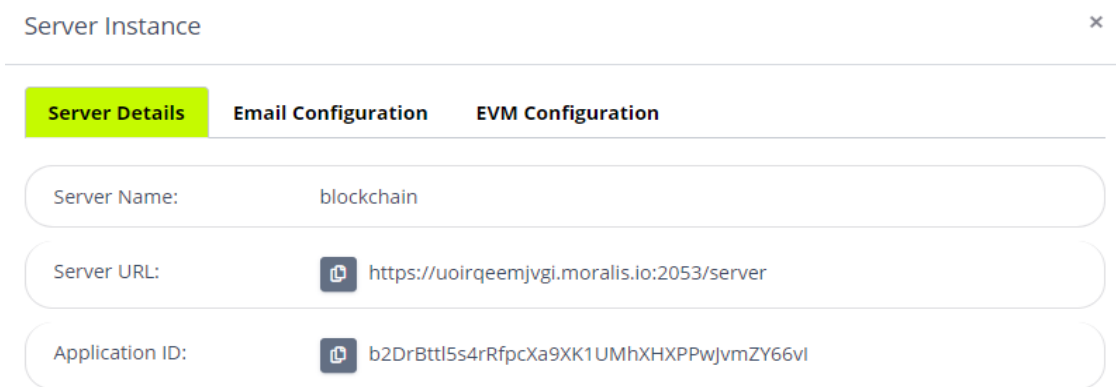 Server Instance ×
Server Details Email Configuration EVM Configuration
Server Name: blockchain
Server URL: https://uoirqeemjvgi.moralis.io:2053/server
Application ID: b2DrBttl5s4rRfpcXa9XK1UMhXHXPPwJvmZY66vI